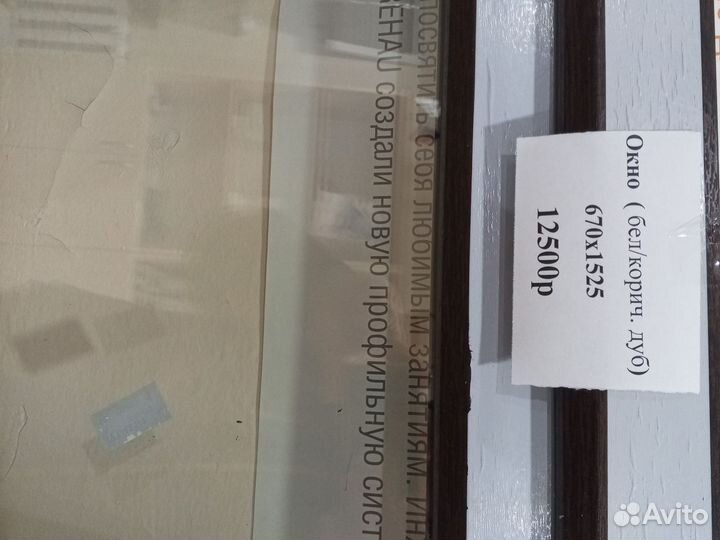 Окно ( бел/корич. дуб)
670х1525
12500р
себя любимым занятиям.
создали новую профильную
Avito